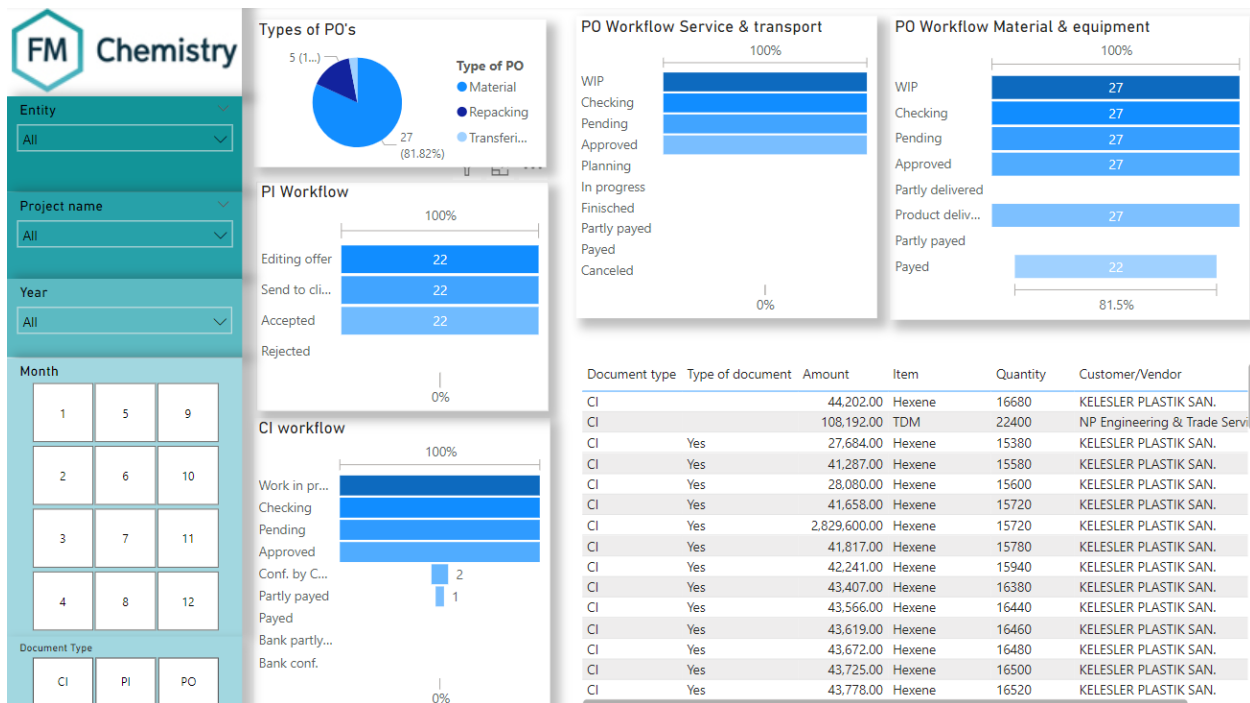 FM Chemistry
Entity
All
Project name
All
Year
All
Month
1 5 9
2 6 10
3 7 11
4 8 12
Document Type
CI PI PO
Types of PO's
5 (1...)
27
(81.82%)
Type of PO
Material
Repacking
Transferi...
PI Workflow
100%
Editing offer 22
Send to cli... 22
Accepted 22
Rejected
0%
CI workflow
100%
Work in pr...
Checking
Pending
Approved
Conf. by C... 2
Partly payed 1
Payed
Bank partly...
Bank conf.
0%
PO Workflow Service & transport
100%
WIP
Checking
Pending
Approved
Planning
In progress
Finisched
Partly payed
Payed
Canceled
0%
PO Workflow Material & equipment
100%
WIP 27
Checking 27
Pending 27
Approved 27
Partly delivered
Product deliv... 27
Partly payed
Payed 22
81.5%
Document type Type of document Amount Item Quantity Customer/Vendor
CI 44,202.00 Hexene 16680 KELESLER PLASTIK SAN.
CI 108,192.00 TDM 22400 NP Engineering & Trade Servi
CI Yes 27,684.00 Hexene 15380 KELESLER PLASTIK SAN.
CI Yes 41,287.00 Hexene 15580 KELESLER PLASTIK SAN.
CI Yes 28,080.00 Hexene 15600 KELESLER PLASTIK SAN.
CI Yes 41,658.00 Hexene 15720 KELESLER PLASTIK SAN.
CI Yes 2,829,600.00 Hexene 15720 KELESLER PLASTIK SAN.
CI Yes 41,817.00 Hexene 15780 KELESLER PLASTIK SAN.
CI Yes 42,241.00 Hexene 15940 KELESLER PLASTIK SAN.
CI Yes 43,407.00 Hexene 16380 KELESLER PLASTIK SAN.
CI Yes 43,566.00 Hexene 16440 KELESLER PLASTIK SAN.
CI Yes 43,619.00 Hexene 16460 KELESLER PLASTIK SAN.
CI Yes 43,672.00 Hexene 16480 KELESLER PLASTIK SAN.
CI Yes 43,725.00 Hexene 16500 KELESLER PLASTIK SAN.
CI Yes 43,778.00 Hexene 16520 KELESLER PLASTIK SAN.